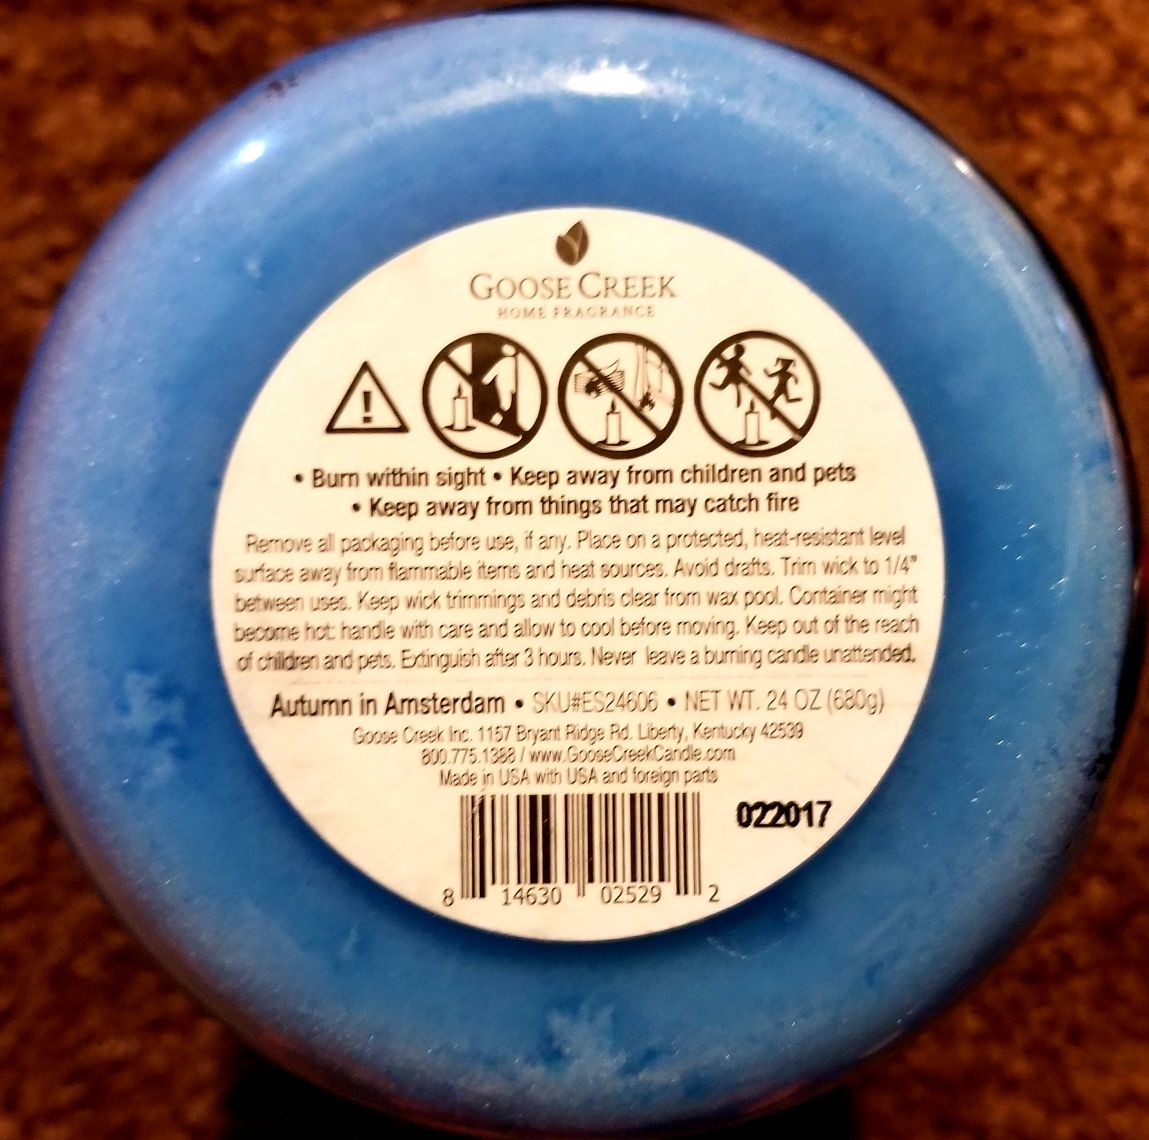 GOOSE CREEK
HOME FRAGRANCE
• Burn within sight • Keep away from children and pets
• Keep away from things that may catch fire
Remove all packaging before use, if any. Place on a protected, heat-resistant level
surface away from flammable items and heat sources. Avoid drafts. Trim wick to 1/4"
between uses. Keep wick trimmings and debris clear from wax pool. Container might
become hot: handle with care and allow to cool before moving. Keep out of the reach
of children and pets. Extinguish after 3 hours. Never leave a burning candle unattended.
Autumn in Amsterdam • SKU#ES24606 • NET WT. 24 OZ (680g)
Goose Creek Inc. 1157 Bryant Ridge Rd. Liberty, Kentucky 42539
800.775.1388 / www.GooseCreekCandle.com
Made in USA with USA and foreign parts
022017
8 14630 02529 2